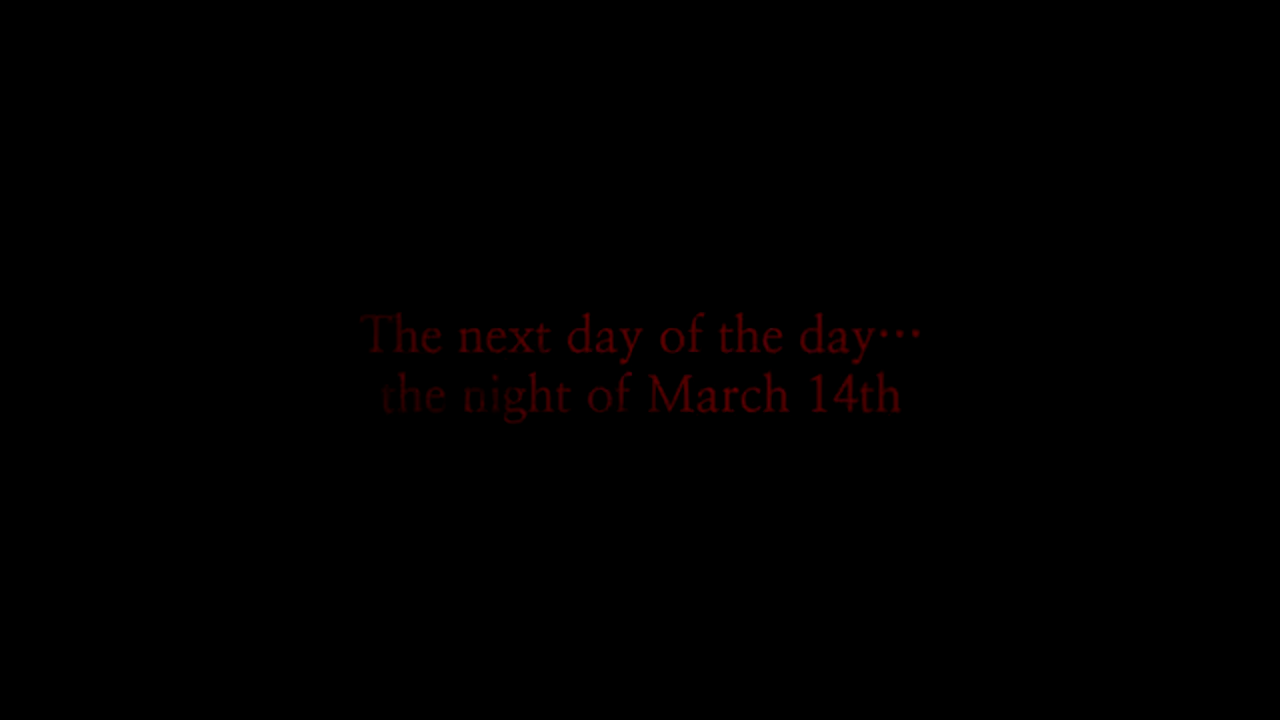 The next day of the day…
the night of March 14th